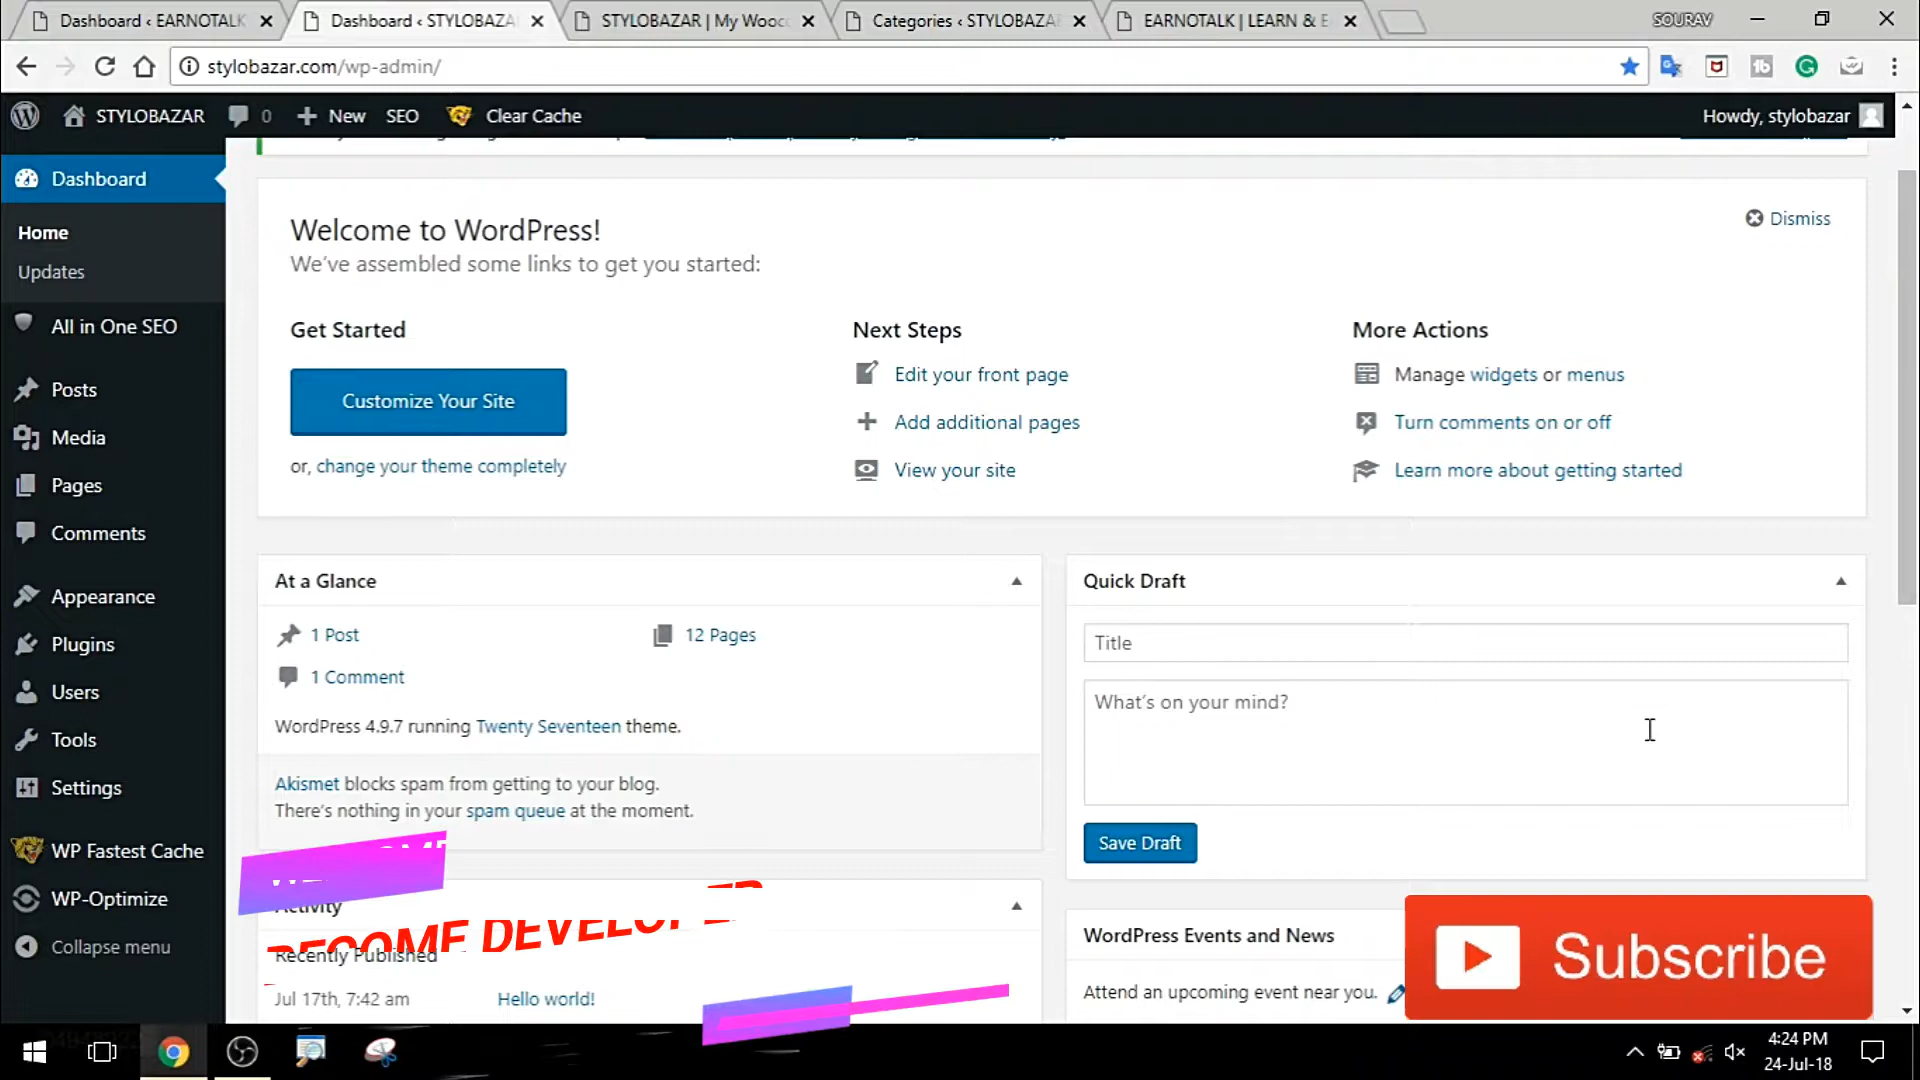 Dashboard ‹ EARNOTALK
Dashboard ‹ STYLOBAZA
STYLOBAZAR | My Wooc
Categories ‹ STYLOBAZA
EARNOTALK | LEARN & E
SOURAV
stylobazar.com/wp-admin/
STYLOBAZAR
0
New
SEO
Clear Cache
Howdy, stylobazar
Dashboard
Home
Updates
All in One SEO
Posts
Media
Pages
Comments
Appearance
Plugins
Users
Tools
Settings
WP Fastest Cache
WP-Optimize
Collapse menu
Welcome to WordPress!
We've assembled some links to get you started:
Dismiss
Get Started
Customize Your Site
or, change your theme completely
Next Steps
Edit your front page
Add additional pages
View your site
More Actions
Manage widgets or menus
Turn comments on or off
Learn more about getting started
At a Glance
1 Post
12 Pages
1 Comment
WordPress 4.9.7 running Twenty Seventeen theme.
Akismet blocks spam from getting to your blog.
There's nothing in your spam queue at the moment.
Quick Draft
Title
What's on your mind?
Save Draft
Activity
BECOME DEVELOPER
Recently Published
Jul 17th, 7:42 am
Hello world!
WordPress Events and News
Attend an upcoming event near you.
Subscribe
4:24 PM
24-Jul-18